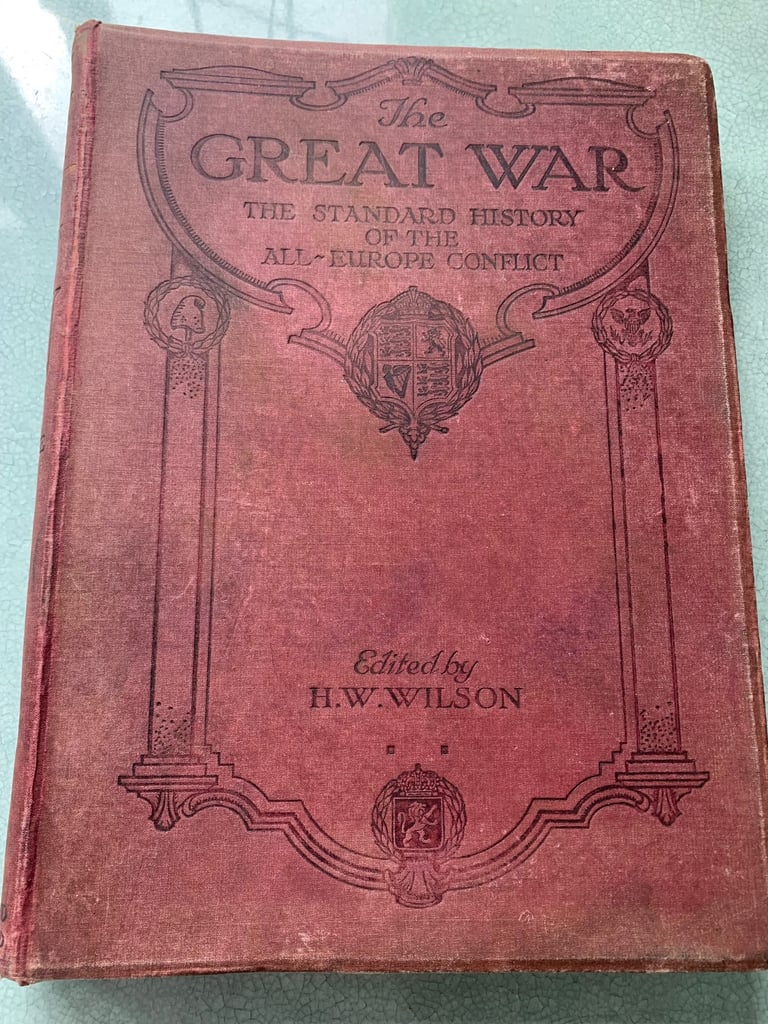 The
GREAT WAR
THE STANDARD HISTORY
OF THE
ALL~EUROPE CONFLICT
Edited by
H.W.WILSON